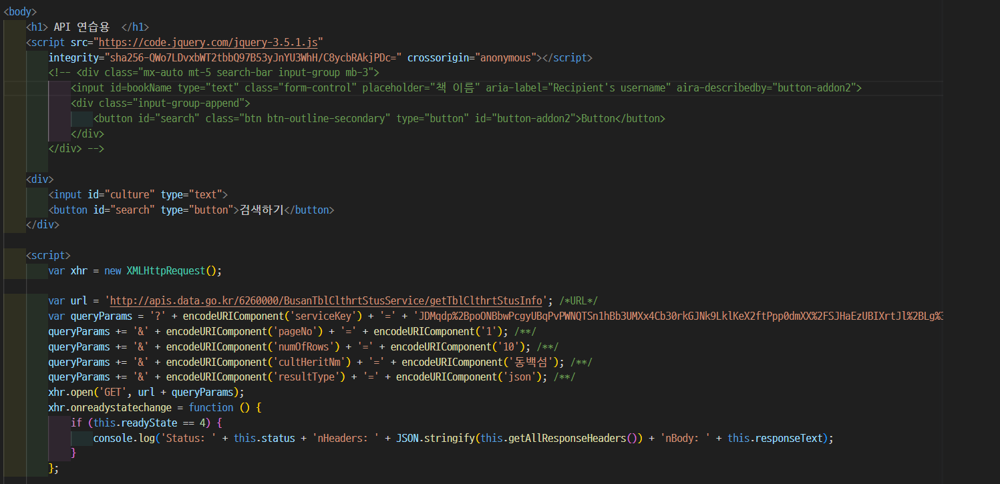 <body>
<h1> API 연습용 </h1>
<script src="https://code.jquery.com/jquery-3.5.1.js"
integrity="sha256-QWo7LDvxbWT2tbbQ97B53yJnYU3WhH/C8ycbRAkjPDc=" crossorigin="anonymous"></script>
<!-- <div class="mx-auto mt-5 search-bar input-group mb-3">
<input id=bookName type="text" class="form-control" placeholder="책 이름" aria-label="Recipient's username" aira-describedby="button-addon2">
<div class="input-group-append">
<button id="search" class="btn btn-outline-secondary" type="button" id="button-addon2">Button</button>
</div>
</div> -->
<div>
<input id="culture" type="text">
<button id="search" type="button">검색하기</button>
</div>
<script>
var xhr = new XMLHttpRequest();
var url = 'http://apis.data.go.kr/6260000/BusanTblClthrtStusService/getTblClthrtStusInfo'; /*URL*/
var queryParams = '?' + encodeURIComponent('serviceKey') + '=' + 'JDMqdp%2BpoONBbwPcgyUBqPvPWNQTSn1hBb3UMXx4Cb30rkGJNk9LklKeX2ftPpp0dmXX%2FSJHaEzUBIXrtJl%2BLg%3
queryParams += '&' + encodeURIComponent('pageNo') + '=' + encodeURIComponent('1'); /**/
queryParams += '&' + encodeURIComponent('numOfRows') + '=' + encodeURIComponent('10'); /**/
queryParams += '&' + encodeURIComponent('cultHeritNm') + '=' + encodeURIComponent('동백섬'); /**/
queryParams += '&' + encodeURIComponent('resultType') + '=' + encodeURIComponent('json'); /**/
xhr.open('GET', url + queryParams);
xhr.onreadystatechange = function () {
if (this.readyState == 4) {
console.log('Status: ' + this.status + 'nHeaders: ' + JSON.stringify(this.getAllResponseHeaders()) + 'nBody: ' + this.responseText);
}
};